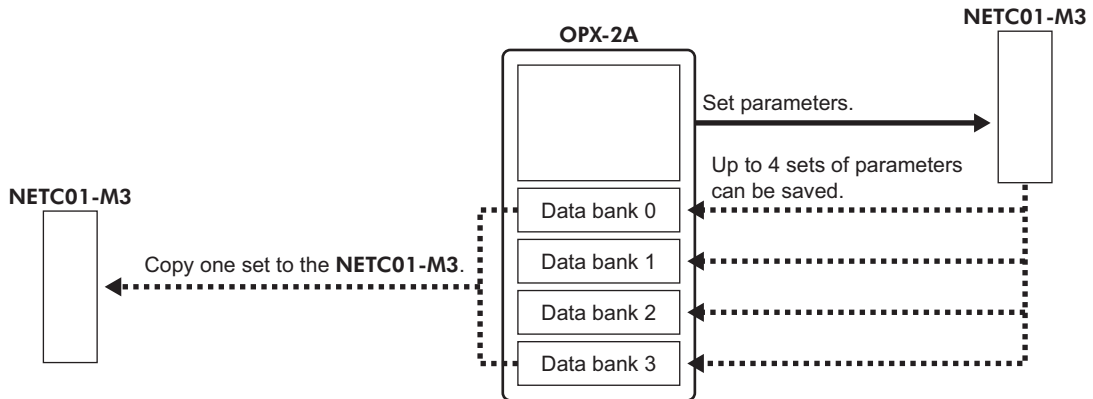 NETC01-M3
OPX-2A
Set parameters.
Up to 4 sets of parameters
can be saved.
NETC01-M3
Data bank 0
Copy one set to the NETC01-M3.
Data bank 1
Data bank 2
Data bank 3